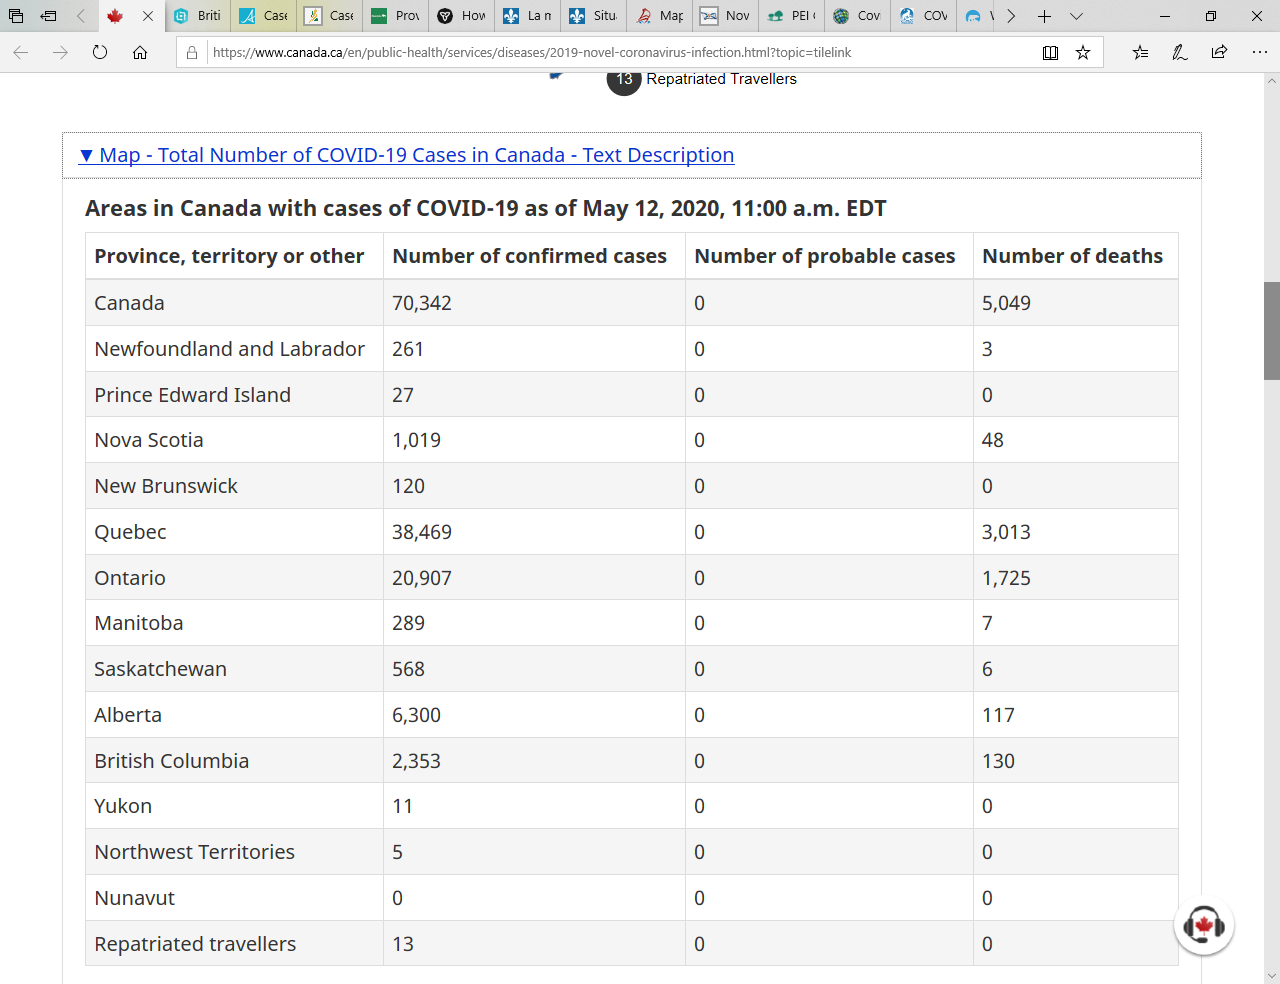 Briti
Case
Case
Prov
How
La m
Situ
Map
Nov
PEI
Cov
COV
https://www.canada.ca/en/public-health/services/diseases/2019-novel-coronavirus-infection.html?topic=tilelink
13 Repatriated Travellers
▼ Map - Total Number of COVID-19 Cases in Canada - Text Description
Areas in Canada with cases of COVID-19 as of May 12, 2020, 11:00 a.m. EDT
Province, territory or other Number of confirmed cases Number of probable cases Number of deaths
Canada 70,342 0 5,049
Newfoundland and Labrador 261 0 3
Prince Edward Island 27 0 0
Nova Scotia 1,019 0 48
New Brunswick 120 0 0
Quebec 38,469 0 3,013
Ontario 20,907 0 1,725
Manitoba 289 0 7
Saskatchewan 568 0 6
Alberta 6,300 0 117
British Columbia 2,353 0 130
Yukon 11 0 0
Northwest Territories 5 0 0
Nunavut 0 0 0
Repatriated travellers 13 0 0